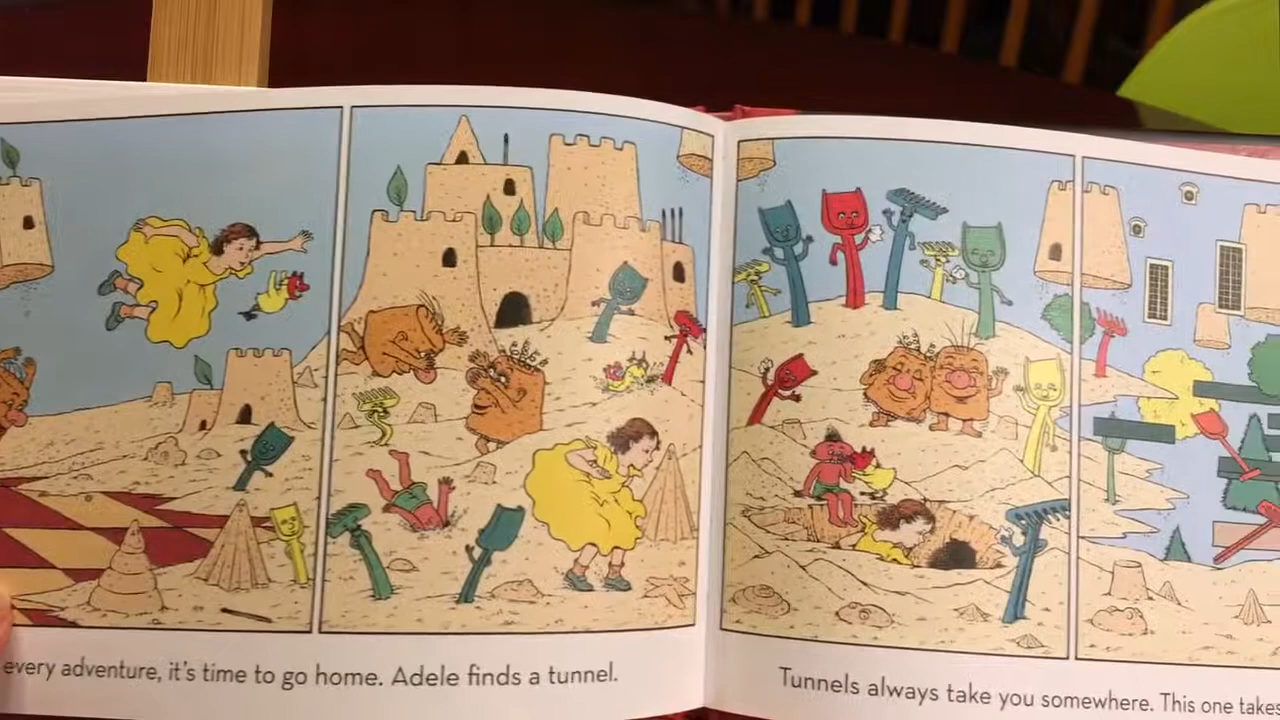 every adventure, it's time to go home. Adele finds a tunnel.
Tunnels always take you somewhere. This one takes